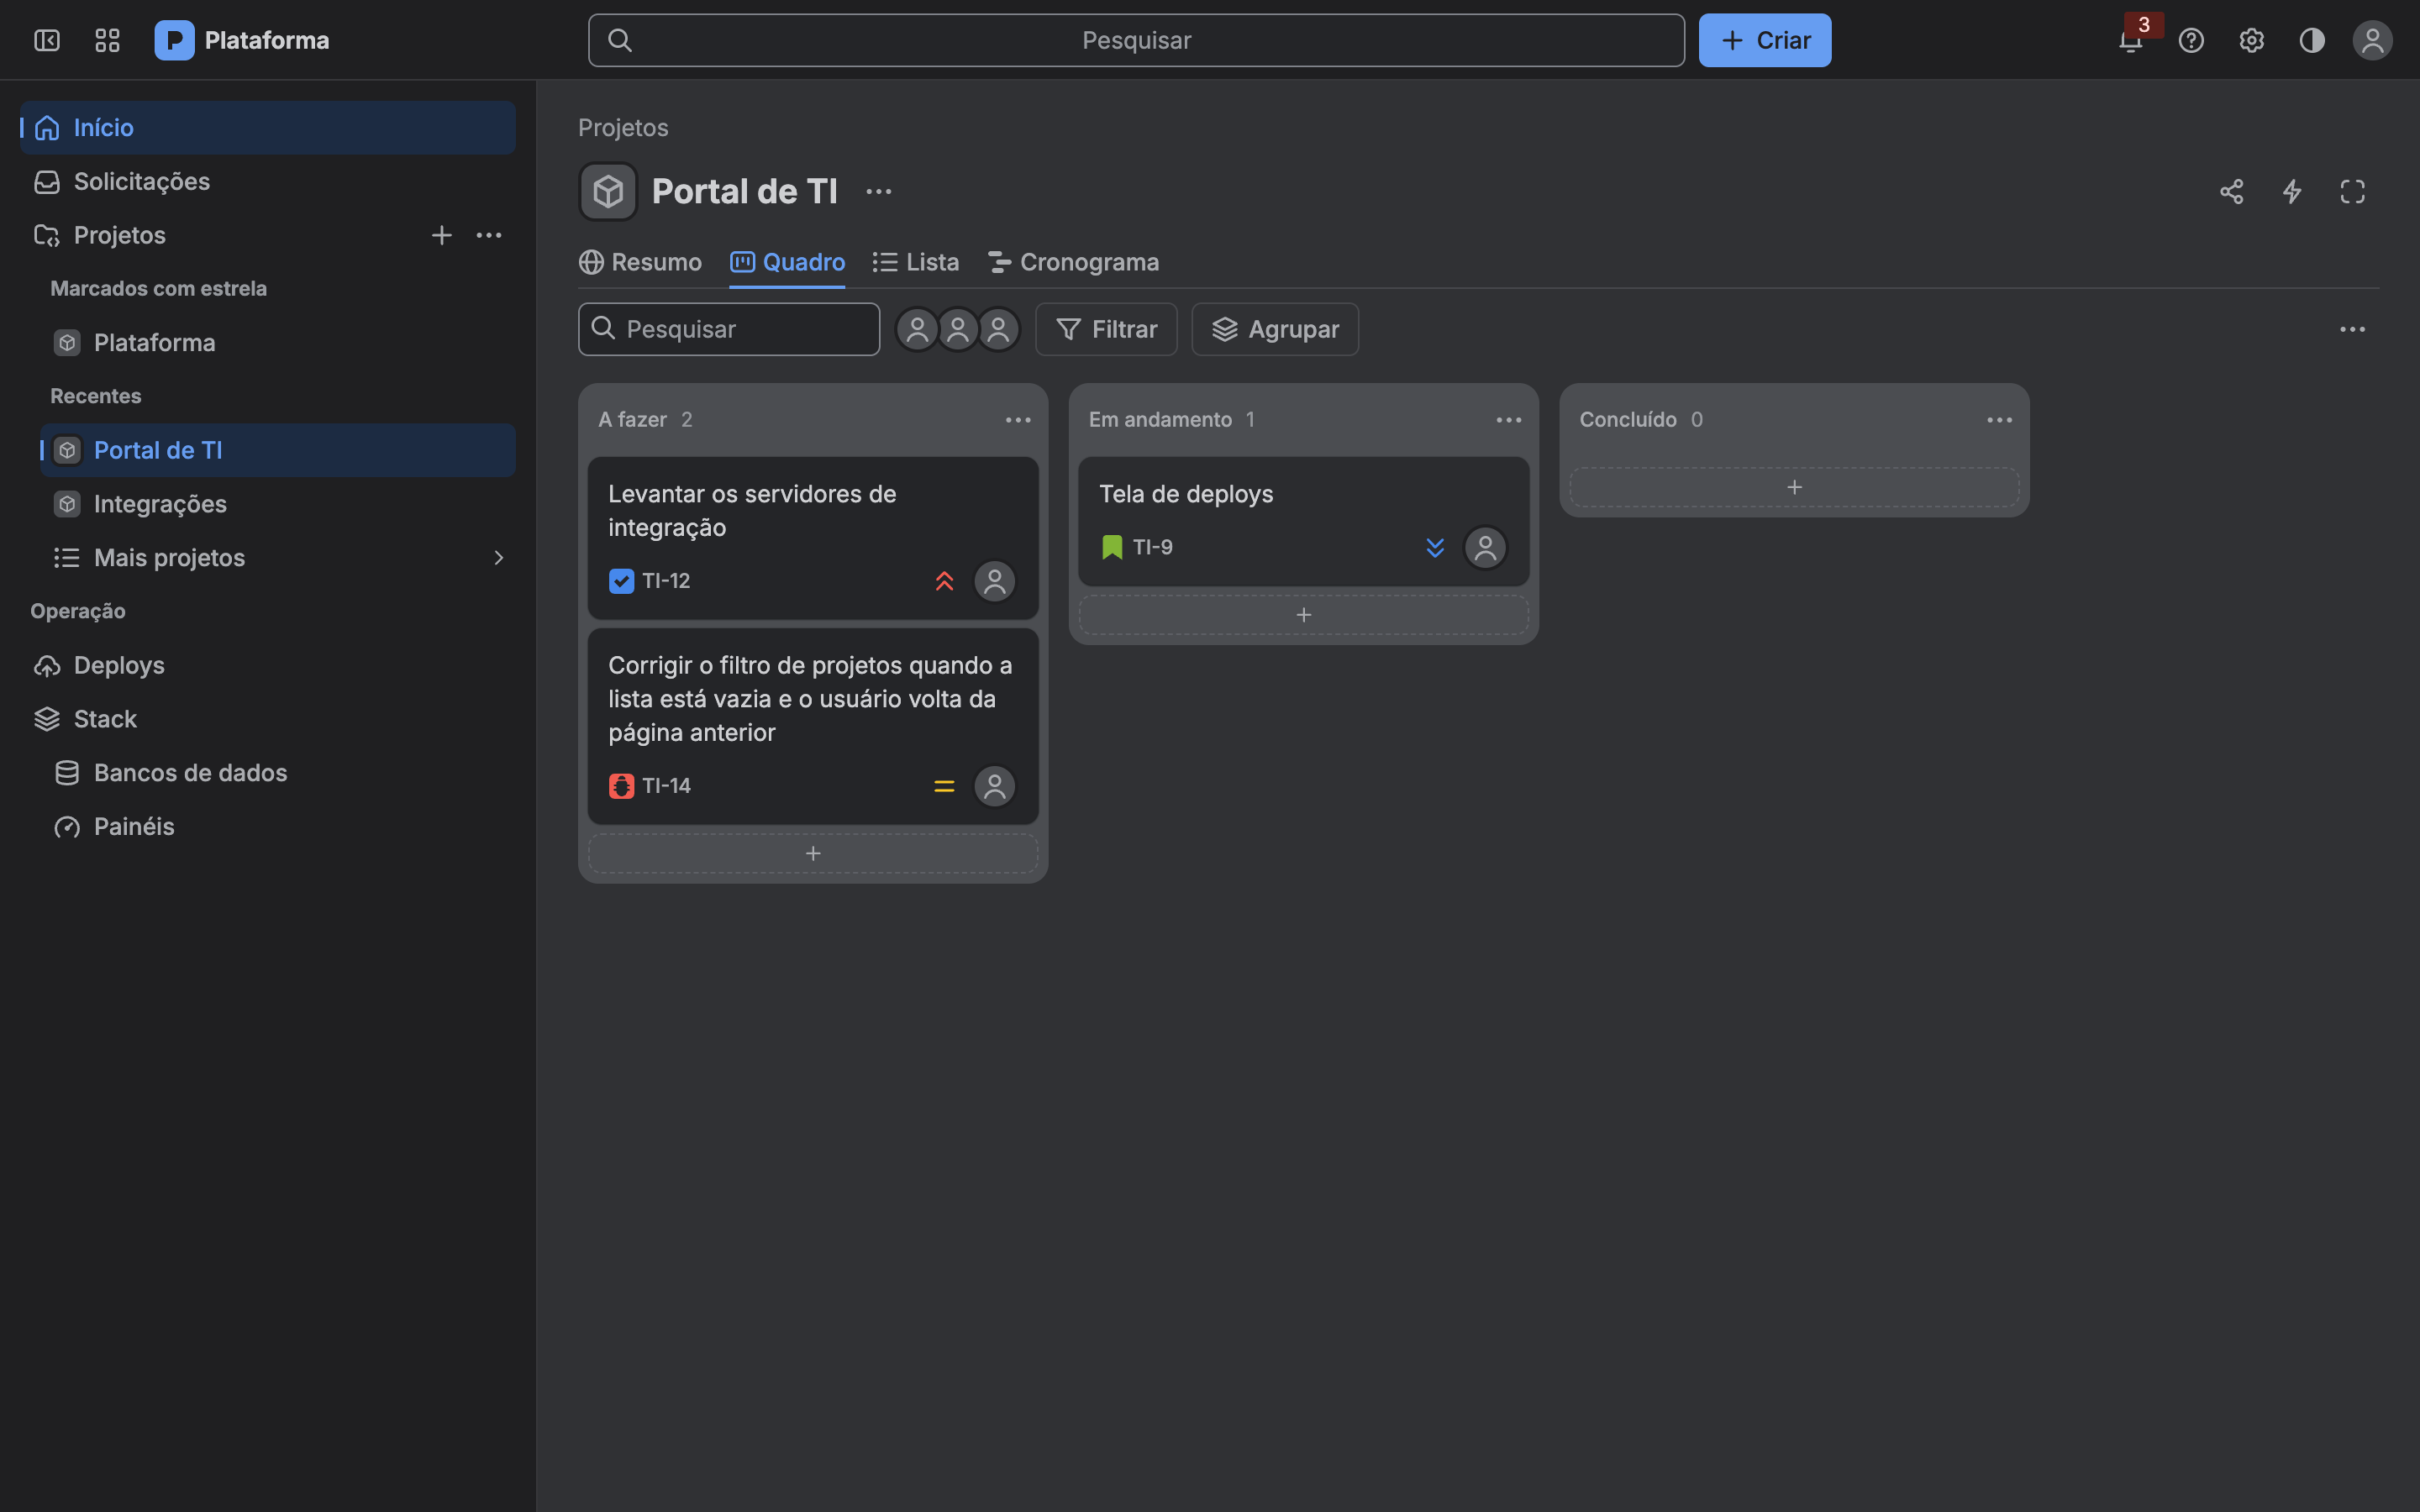 P Plataforma
Pesquisar
Criar
3
Início
Solicitações
Projetos
Marcados com estrela
Plataforma
Recentes
Portal de TI
Integrações
Mais projetos
Operação
Deploys
Stack
Bancos de dados
Painéis
Projetos
Portal de TI
Resumo
Quadro
Lista
Cronograma
Pesquisar
Filtrar
Agrupar
A fazer 2
Levantar os servidores de
integração
TI-12
Corrigir o filtro de projetos quando a
lista está vazia e o usuário volta da
página anterior
TI-14
Em andamento 1
Tela de deploys
TI-9
Concluído 0